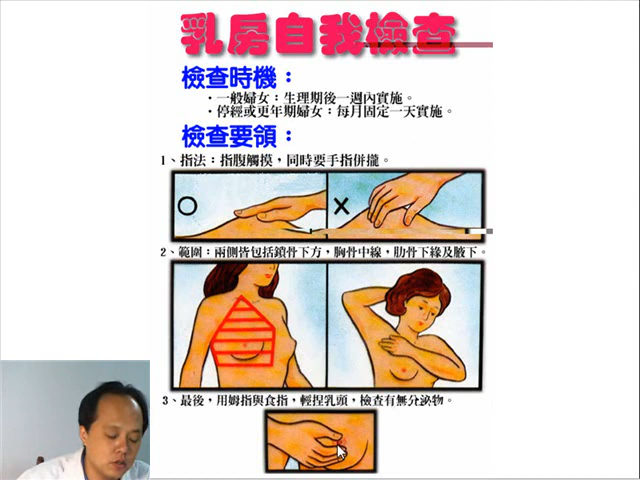 乳房自我檢查
檢查時機：
・一般婦女：生理期後一週內實施。
・停經或更年期婦女：每月固定一天實施。
檢查要領：
1、指法：指腹觸摸，同時要手指併攏。
2、範圍：兩側皆包括鎖骨下方，胸骨中線，肋骨下緣及腋下。
3、最後，用姆指與食指，輕捏乳頭，檢查有無分泌物。